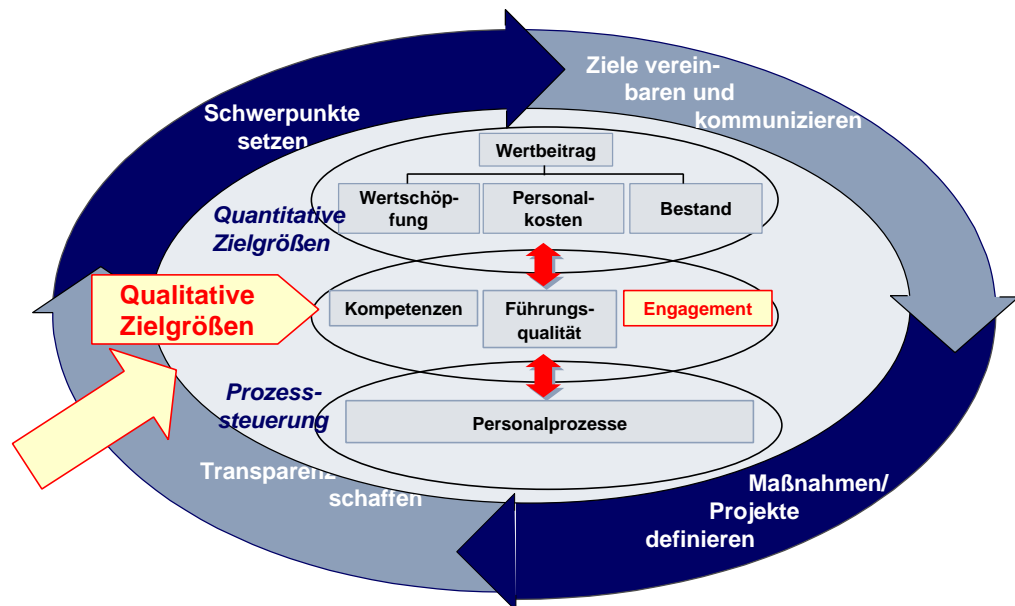 Schwerpunkte
setzen
Ziele verein-
baren und
kommunizieren
Wertbeitrag
Wertschöp-
fung
Personal-
kosten
Bestand
Quantitative
Zielgrößen
Qualitative
Zielgrößen
Kompetenzen
Führungs-
qualität
Engagement
Prozess-
steuerung
Personalprozesse
Transparenz
schaffen
Maßnahmen/
Projekte
definieren